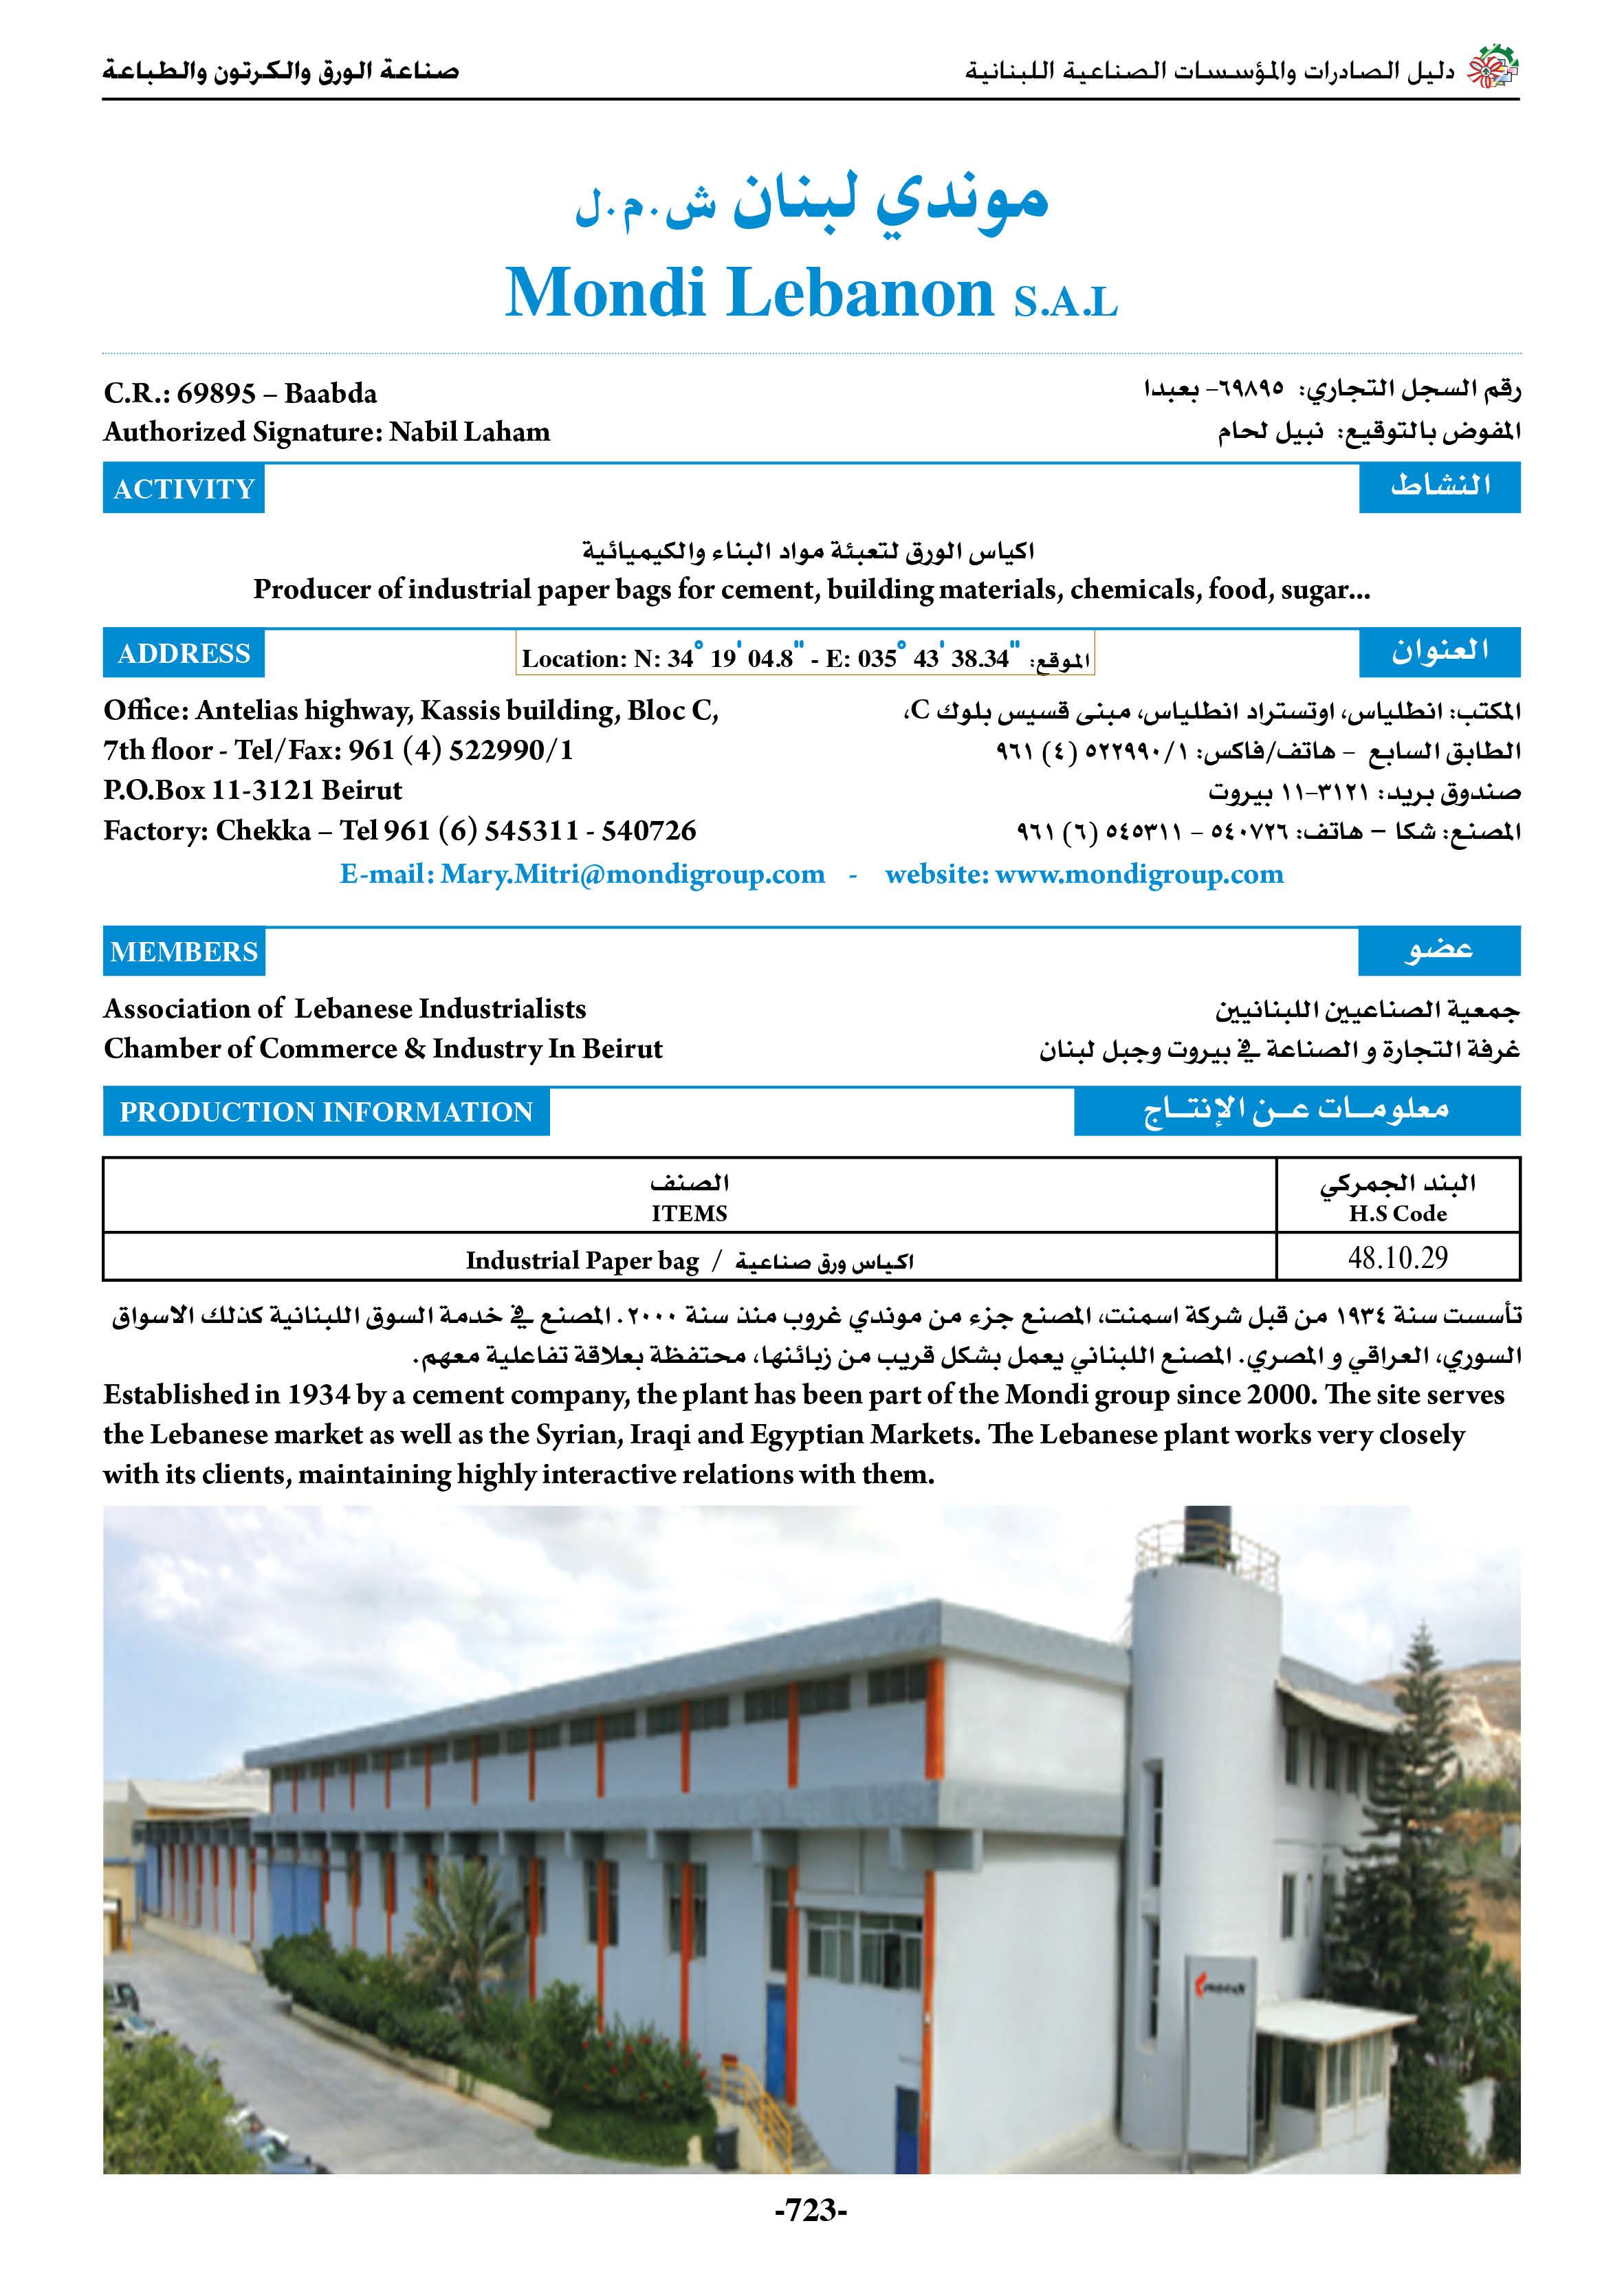 دليل الصادرات والمؤسسات الصناعية اللبنانية
صناعة الورق والكرتون والطباعة
موندي لبنان ش.م.ل
Mondi Lebanon S.A.L
C.R.: 69895 – Baabda
رقم السجل التجاري: ٦٩٨٩٥– بعبدا
Authorized Signature: Nabil Laham
المفوض بالتوقيع: نبيل لحام
ACTIVITY
النشاط
اكياس الورق لتعبئة مواد البناء والكيميائية
Producer of industrial paper bags for cement, building materials, chemicals, food, sugar...
ADDRESS
Location: N: 34° 19' 04.8" - E: 035° 43' 38.34" الموقع:
العنوان
Office: Antelias highway, Kassis building, Bloc C,
7th floor - Tel/Fax: 961 (4) 522990/1
P.O.Box 11-3121 Beirut
Factory: Chekka – Tel 961 (6) 545311 - 540726
المكتب: انطلياس، اوتستراد انطلياس، مبنى قسيس بلوك C،
الطابق السابع – هاتف/فاكس: ٥٢٢٩٩٠/١ (٤) ٩٦١
صندوق بريد: ٣١٢١–١١ بيروت
المصنع: شكا – هاتف: ٥٤٠٧٢٦ – ٥٤٥٣١١ (٦) ٩٦١
E-mail: Mary.Mitri@mondigroup.com - website: www.mondigroup.com
MEMBERS
عضو
Association of Lebanese Industrialists
Chamber of Commerce & Industry In Beirut
جمعية الصناعيين اللبنانيين
غرفة التجارة و الصناعة في بيروت وجبل لبنان
PRODUCTION INFORMATION
معلومـــات عـــن الإنتـــاج
الصنف
ITEMS
البند الجمركي
H.S Code
Industrial Paper bag / اكياس ورق صناعية
48.10.29
تأسست سنة ١٩٣٤ من قبل شركة اسمنت، المصنع جزء من موندي غروب منذ سنة ٢٠٠٠. المصنع في خدمة السوق اللبنانية كذلك الاسواق
السوري، العراقي و المصري. المصنع اللبناني يعمل بشكل قريب من زبائنها، محتفظة بعلاقة تفاعلية معهم.
Established in 1934 by a cement company, the plant has been part of the Mondi group since 2000. The site serves
the Lebanese market as well as the Syrian, Iraqi and Egyptian Markets. The Lebanese plant works very closely
with its clients, maintaining highly interactive relations with them.
mondi
-723-